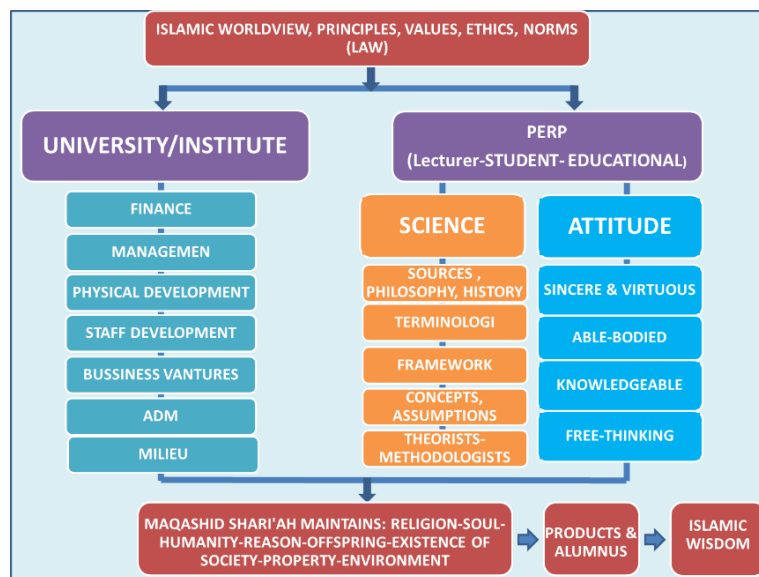 ISLAMIC WORLDVIEW, PRINCIPLES, VALUES, ETHICS, NORMS
(LAW)
UNIVERSITY/INSTITUTE
FINANCE
MANAGEMEN
PHYSICAL DEVELOPMENT
STAFF DEVELOPMENT
BUSSINESS VANTURES
ADM
MILIEU
PERP
(Lecturer-STUDENT- EDUCATIONAL)
SCIENCE
SOURCES ,
PHILOSOPHY, HISTORY
TERMINOLOGI
FRAMEWORK
CONCEPTS,
ASSUMPTIONS
THEORISTS-
METHODOLOGISTS
ATTITUDE
SINCERE & VIRTUOUS
ABLE-BODIED
KNOWLEDGEABLE
FREE-THINKING
MAQASHID SHARI'AH MAINTAINS: RELIGION-SOUL-
HUMANITY-REASON-OFFSPRING-EXISTENCE OF
SOCIETY-PROPERTY-ENVIRONMENT
PRODUCTS &
ALUMNUS
ISLAMIC
WISDOM